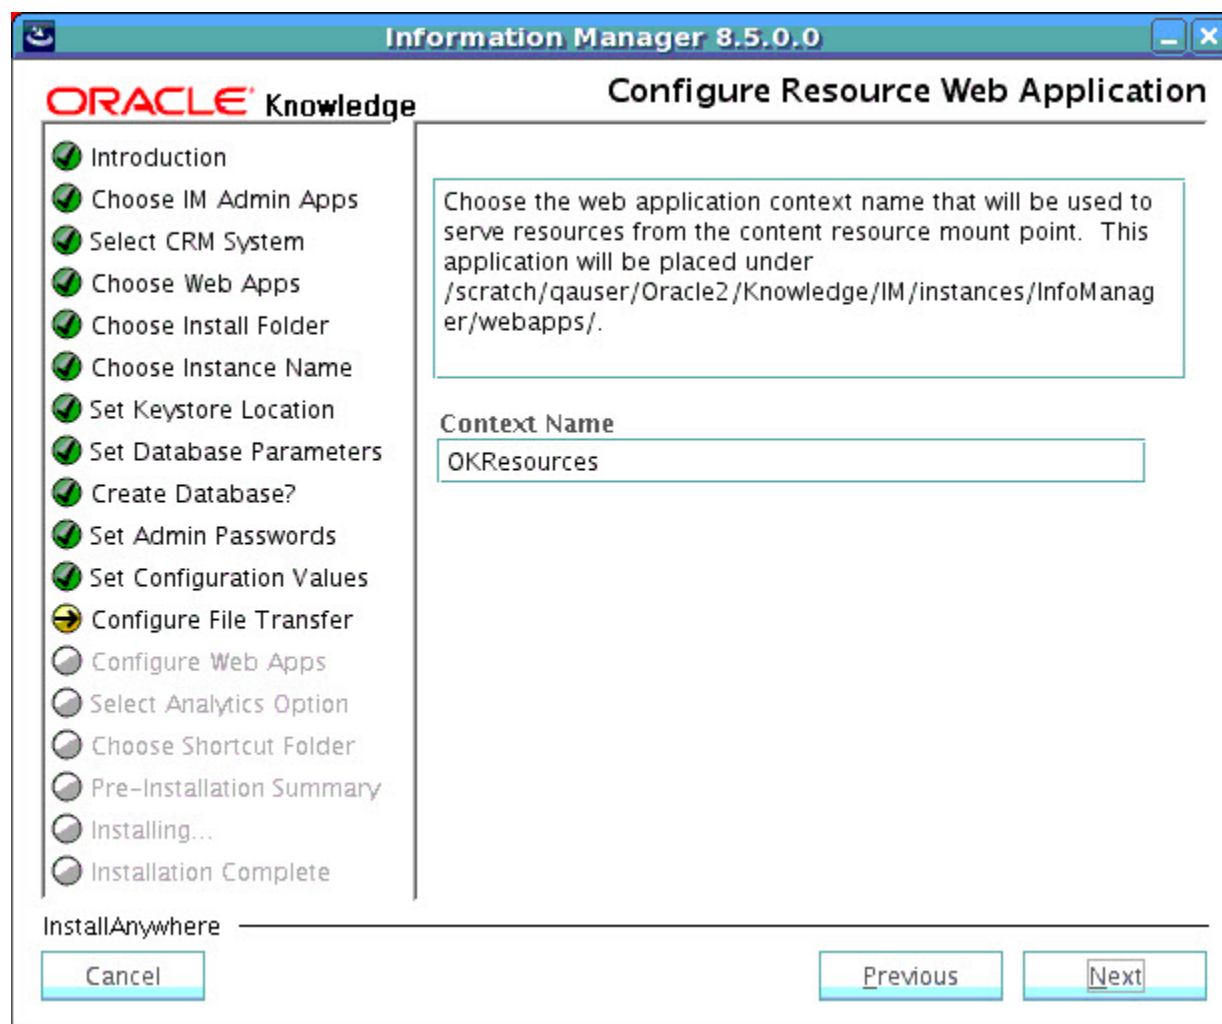 Information Manager 8.5.0.0
ORACLE Knowledge
Configure Resource Web Application
Introduction
Choose IM Admin Apps
Select CRM System
Choose Web Apps
Choose Install Folder
Choose Instance Name
Set Keystore Location
Set Database Parameters
Create Database?
Set Admin Passwords
Set Configuration Values
Configure File Transfer
Configure Web Apps
Select Analytics Option
Choose Shortcut Folder
Pre-Installation Summary
Installing...
Installation Complete
Choose the web application context name that will be used to
serve resources from the content resource mount point.  This
application will be placed under
/scratch/qauser/Oracle2/Knowledge/IM/instances/InfoManag
er/webapps/.
Context Name
OKResources
InstallAnywhere
Cancel
Previous
Next